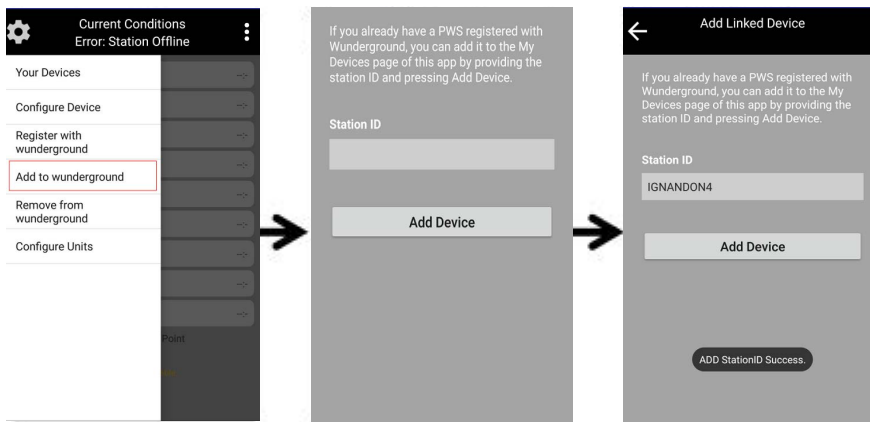 Current Conditions
Error: Station Offline
Your Devices
Configure Device
Register with
wunderground
Add to wunderground
Remove from
wunderground
Configure Units
Point
If you already have a PWS registered with
Wunderground, you can add it to the My
Devices page of this app by providing the
station ID and pressing Add Device.
Station ID
Add Device
Add Linked Device
If you already have a PWS registered with
Wunderground, you can add it to the My
Devices page of this app by providing the
station ID and pressing Add Device.
Station ID
IGNANDON4
Add Device
ADD StationID Success.